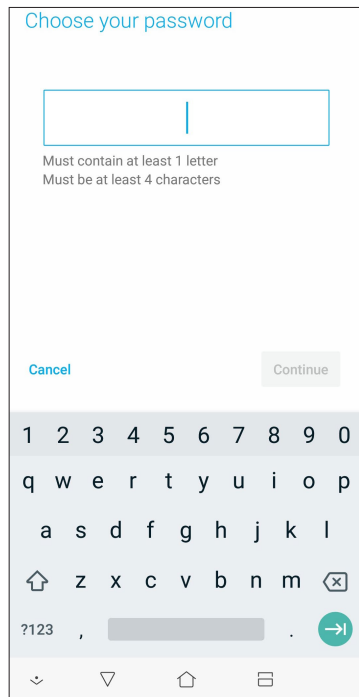 Choose your password
Must contain at least 1 letter
Must be at least 4 characters
Cancel Continue
1 2 3 4 5 6 7 8 9 0
q w e r t y u i o p
a s d f g h j k l
z x c v b n m
?123 , .